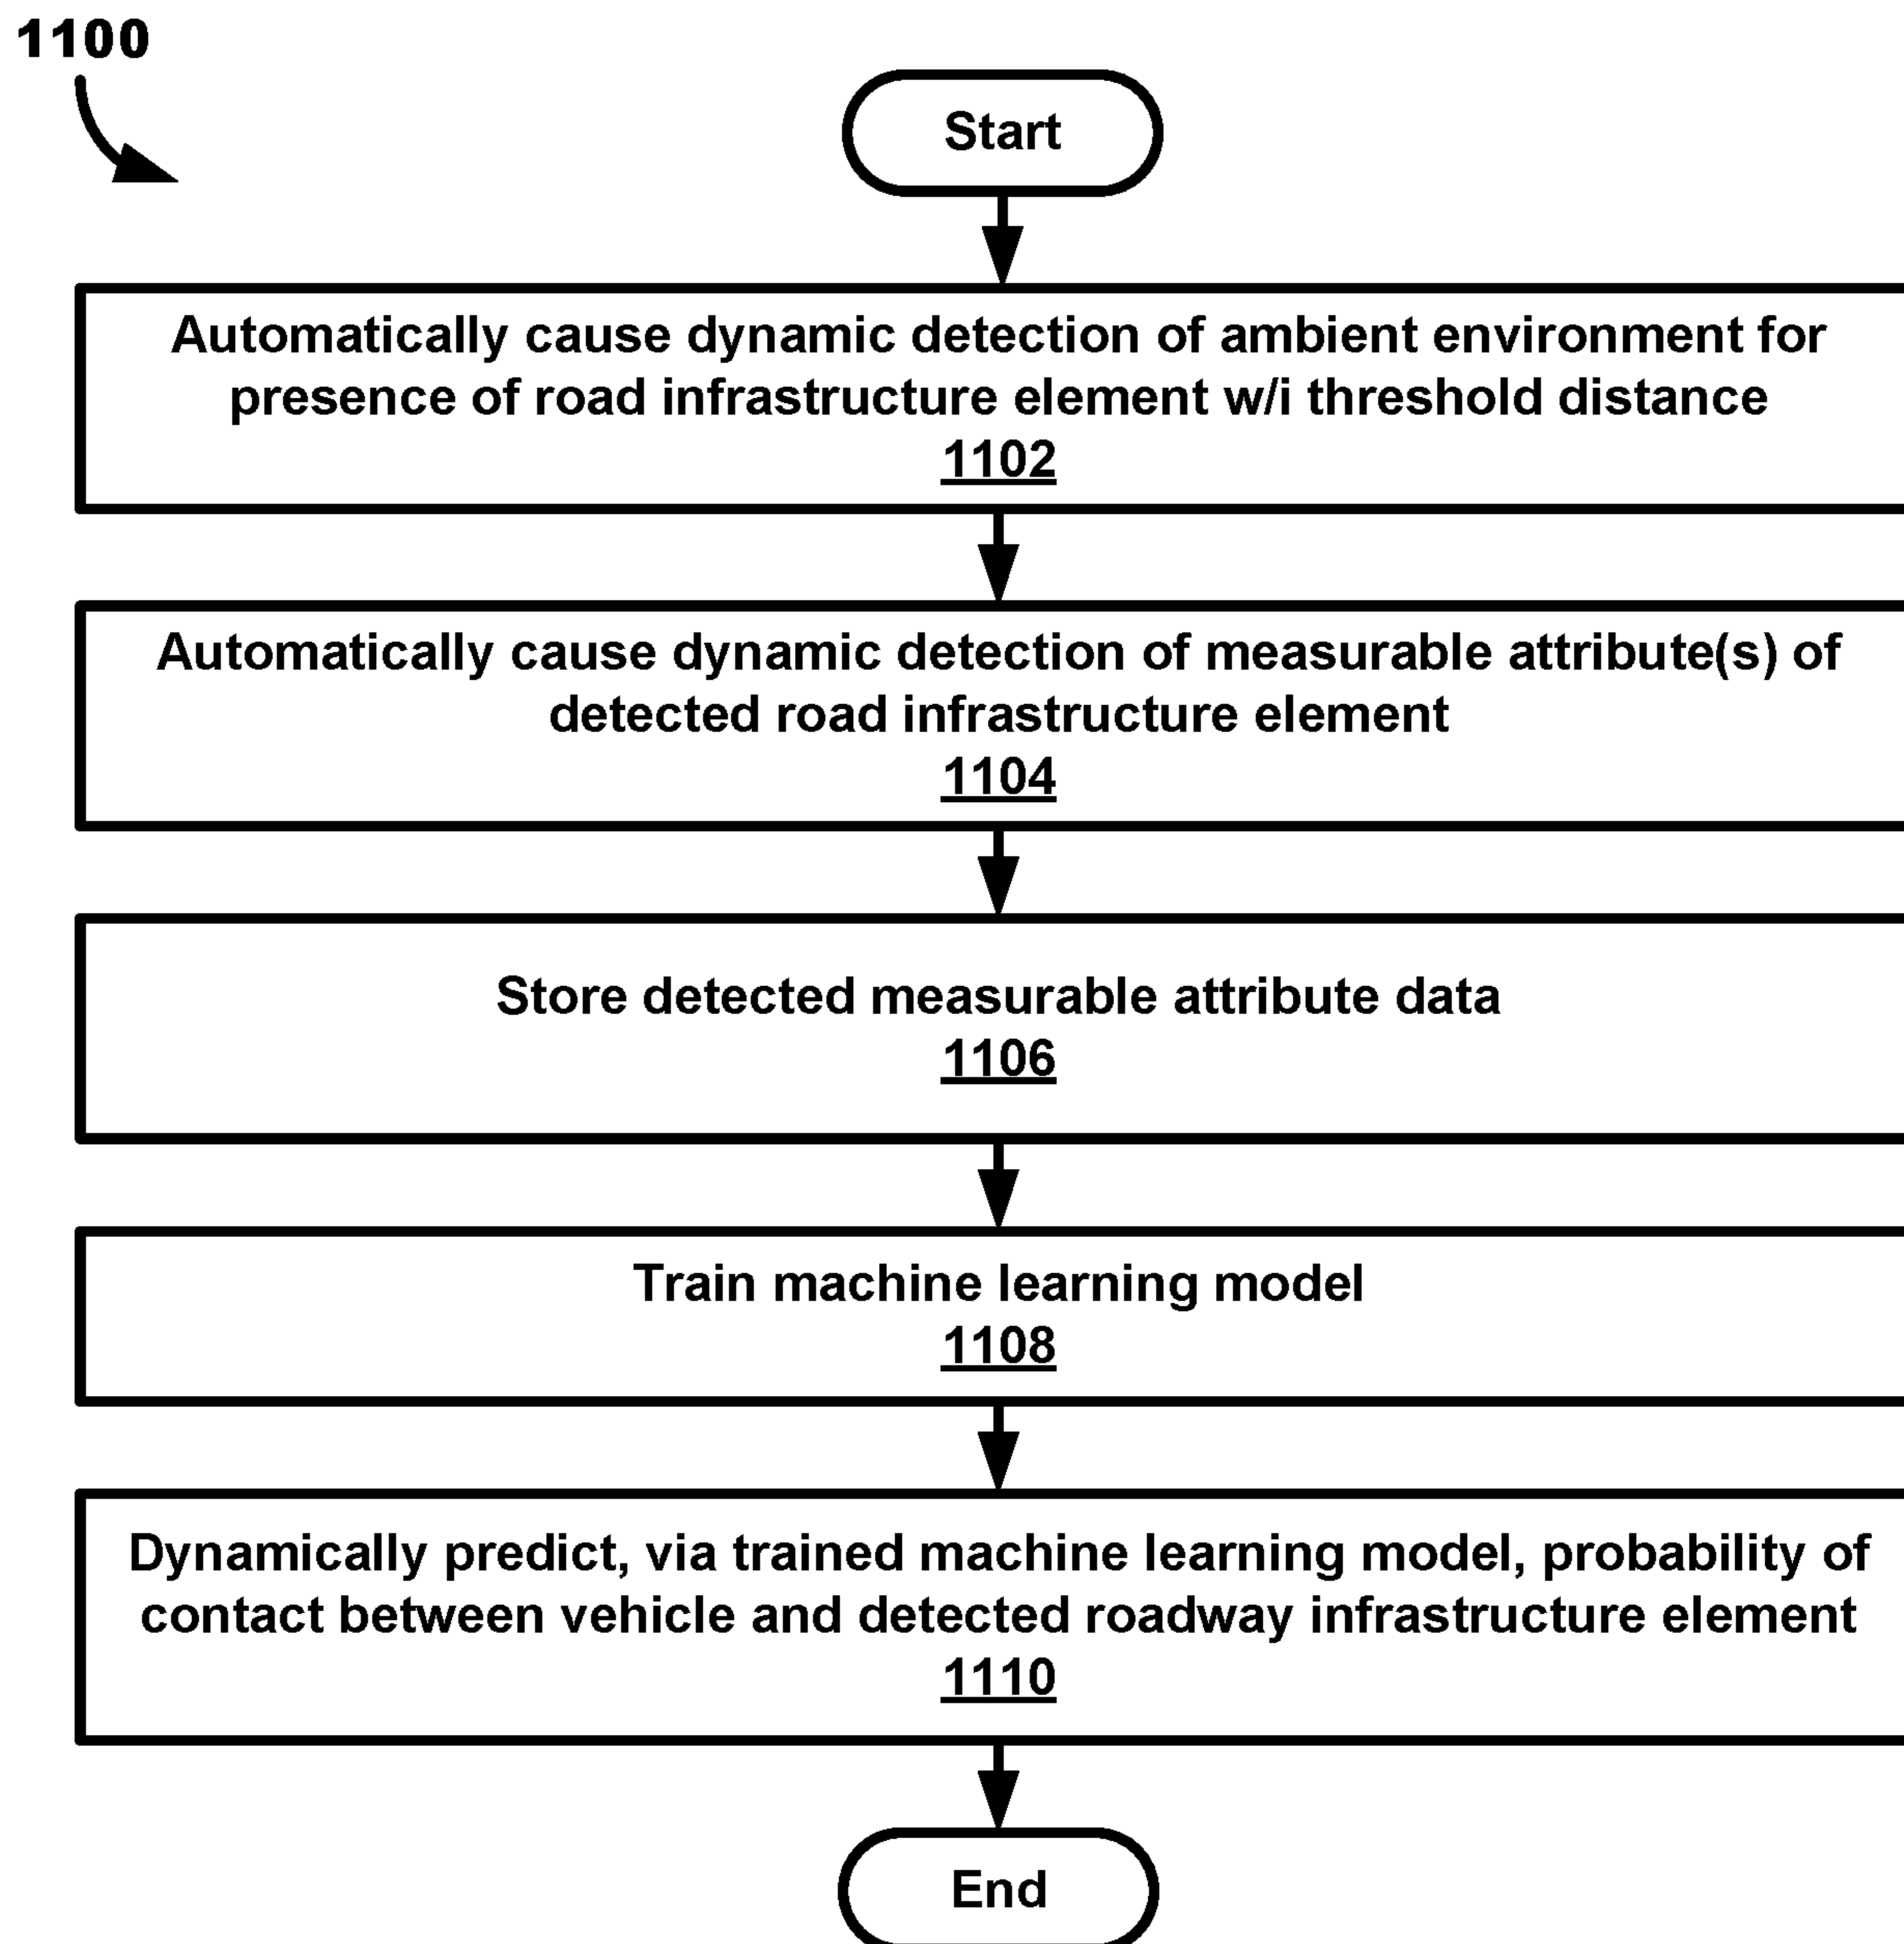 1100
Start
Automatically cause dynamic detection of ambient environment for
presence of road infrastructure element w/i threshold distance
1102
Automatically cause dynamic detection of measurable attribute(s) of
detected road infrastructure element
1104
Store detected measurable attribute data
1106
Train machine learning model
1108
Dynamically predict, via trained machine learning model, probability of
contact between vehicle and detected roadway infrastructure element
1110
End